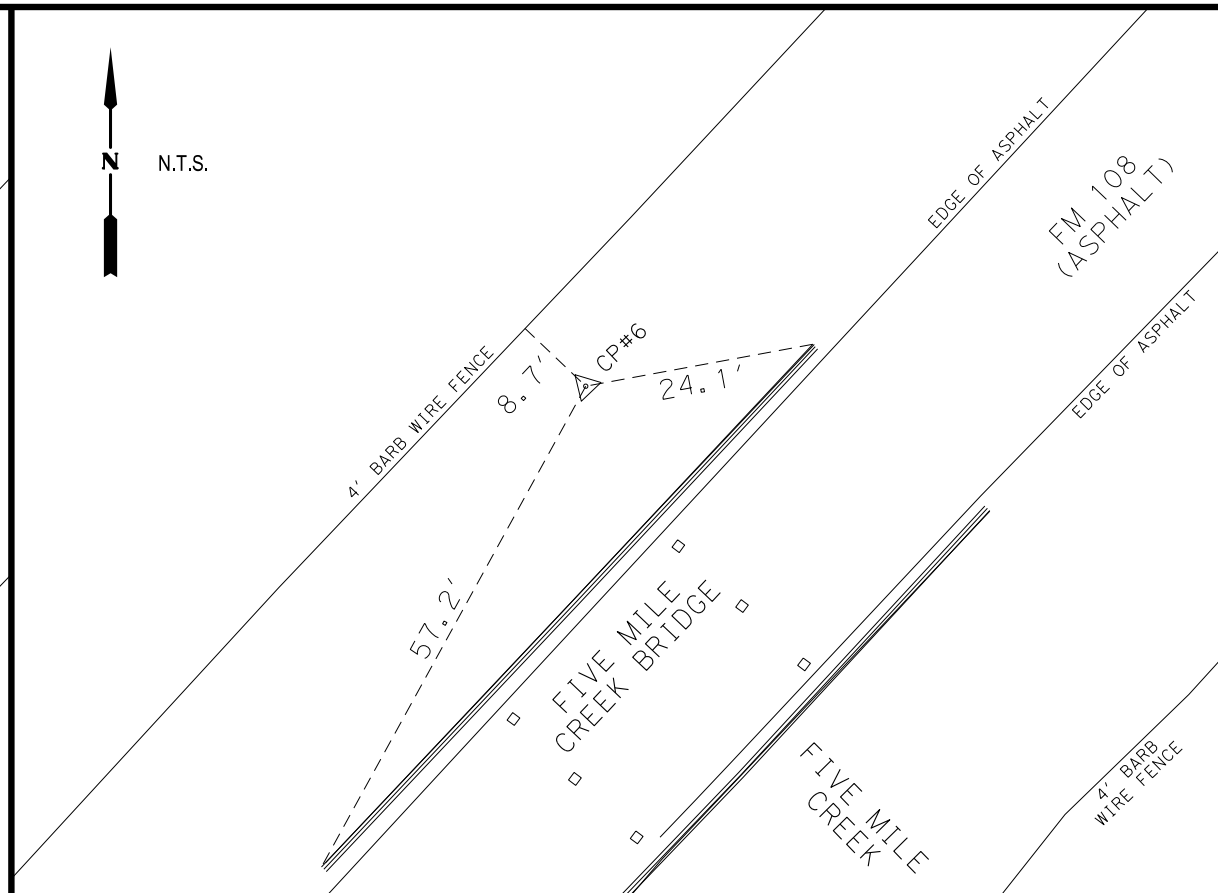 N
N.T.S.
EDGE OF ASPHALT
FM 108
(ASPHALT)
EDGE OF ASPHALT
CP#6
8.7'
24.1'
4' BARB WIRE FENCE
57.2'
FIVE MILE
CREEK BRIDGE
FIVE MILE
CREEK
4' BARB
WIRE FENCE